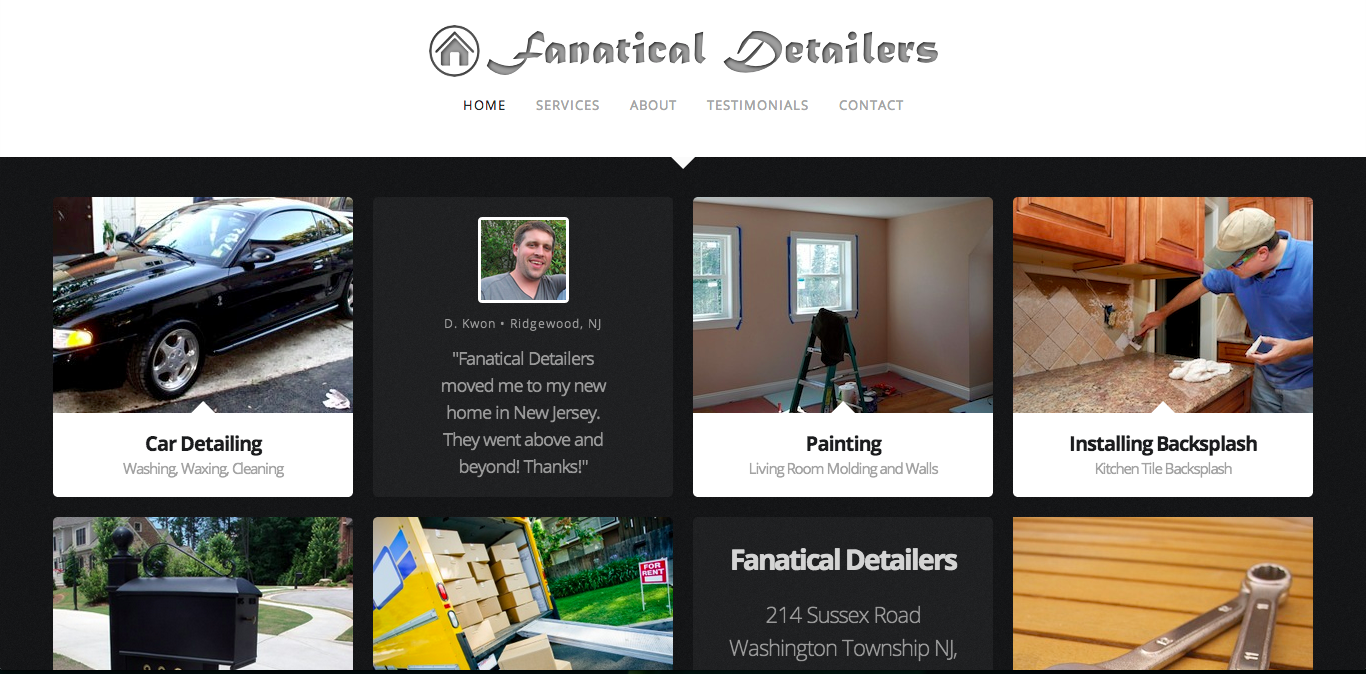 Fanatical Detailers
HOME SERVICES ABOUT TESTIMONIALS CONTACT
Car Detailing
Washing, Waxing, Cleaning
D. Kwon • Ridgewood, NJ
"Fanatical Detailers
moved me to my new
home in New Jersey.
They went above and
beyond! Thanks!"
Painting
Living Room Molding and Walls
Installing Backsplash
Kitchen Tile Backsplash
FOR
RENT
Fanatical Detailers
214 Sussex Road
Washington Township NJ,
12
11